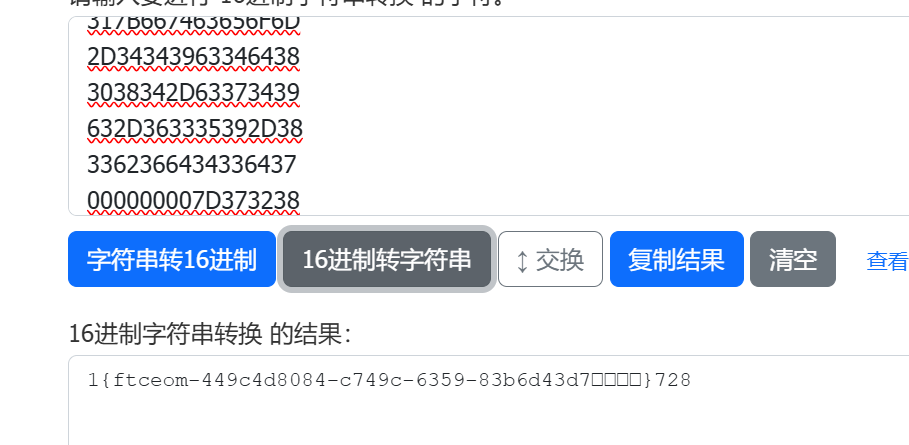 请输入要进行 16进制字符串转换 的字符。
317B667463656F6D
2D34343963346438
3038342D63373439
632D363335392D38
3362366434336437
000000007D373238
字符串转16进制
16进制转字符串
↕ 交换
复制结果
清空
查看
16进制字符串转换 的结果：
1{ftceom-449c4d8084-c749c-6359-83b6d43d7□□□□}728